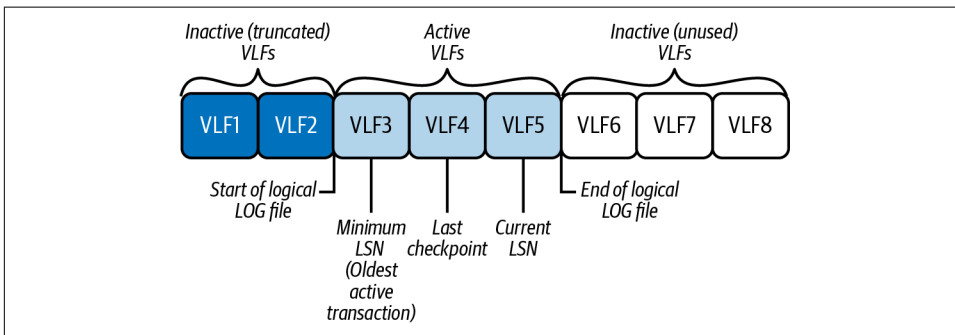 Inactive (truncated)
VLFs
Active
VLFs
Inactive (unused)
VLFs
VLF1
VLF2
VLF3
VLF4
VLF5
VLF6
VLF7
VLF8
Start of logical
LOG file
End of logical
LOG file
Minimum
LSN
(Oldest
active
transaction)
Last
checkpoint
Current
LSN